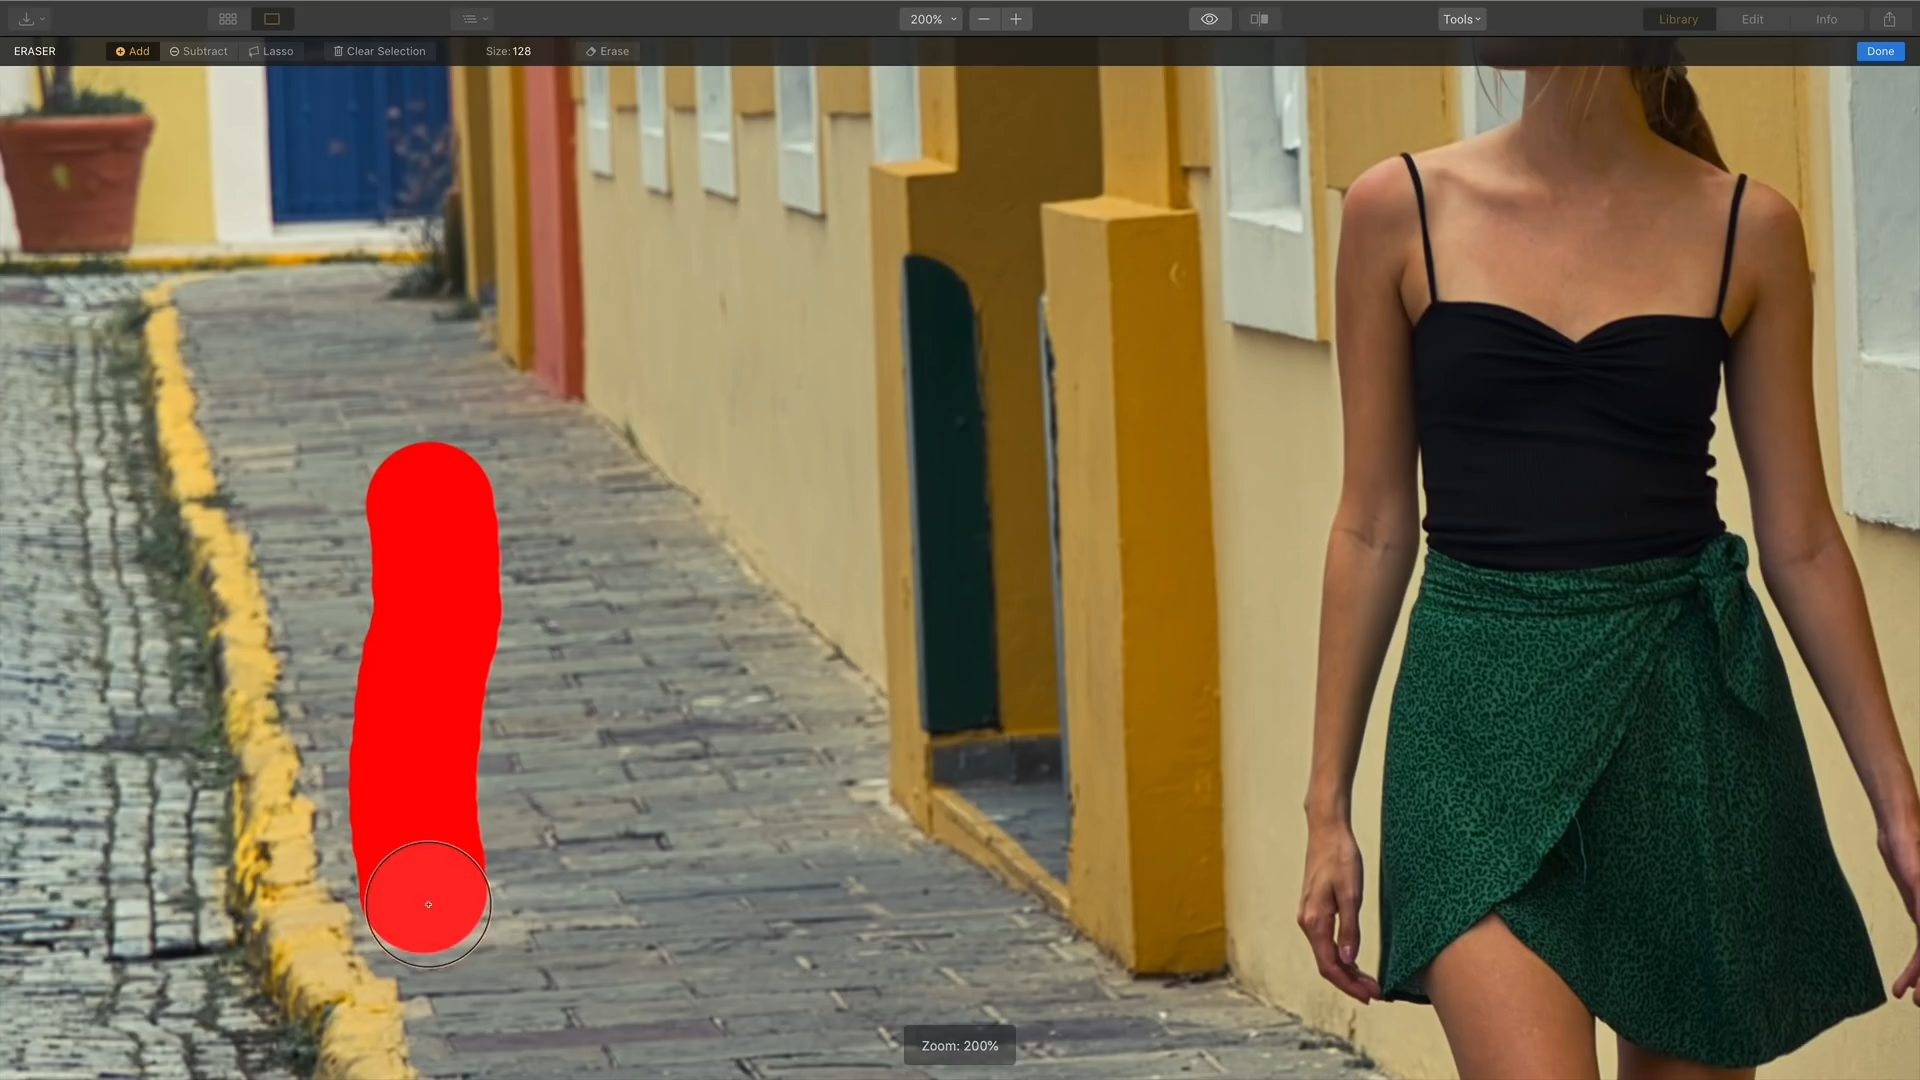 200%
Tools
Library
Edit
Info
ERASER
Add
Subtract
Lasso
Clear Selection
Size: 128
Erase
Done
Zoom: 200%